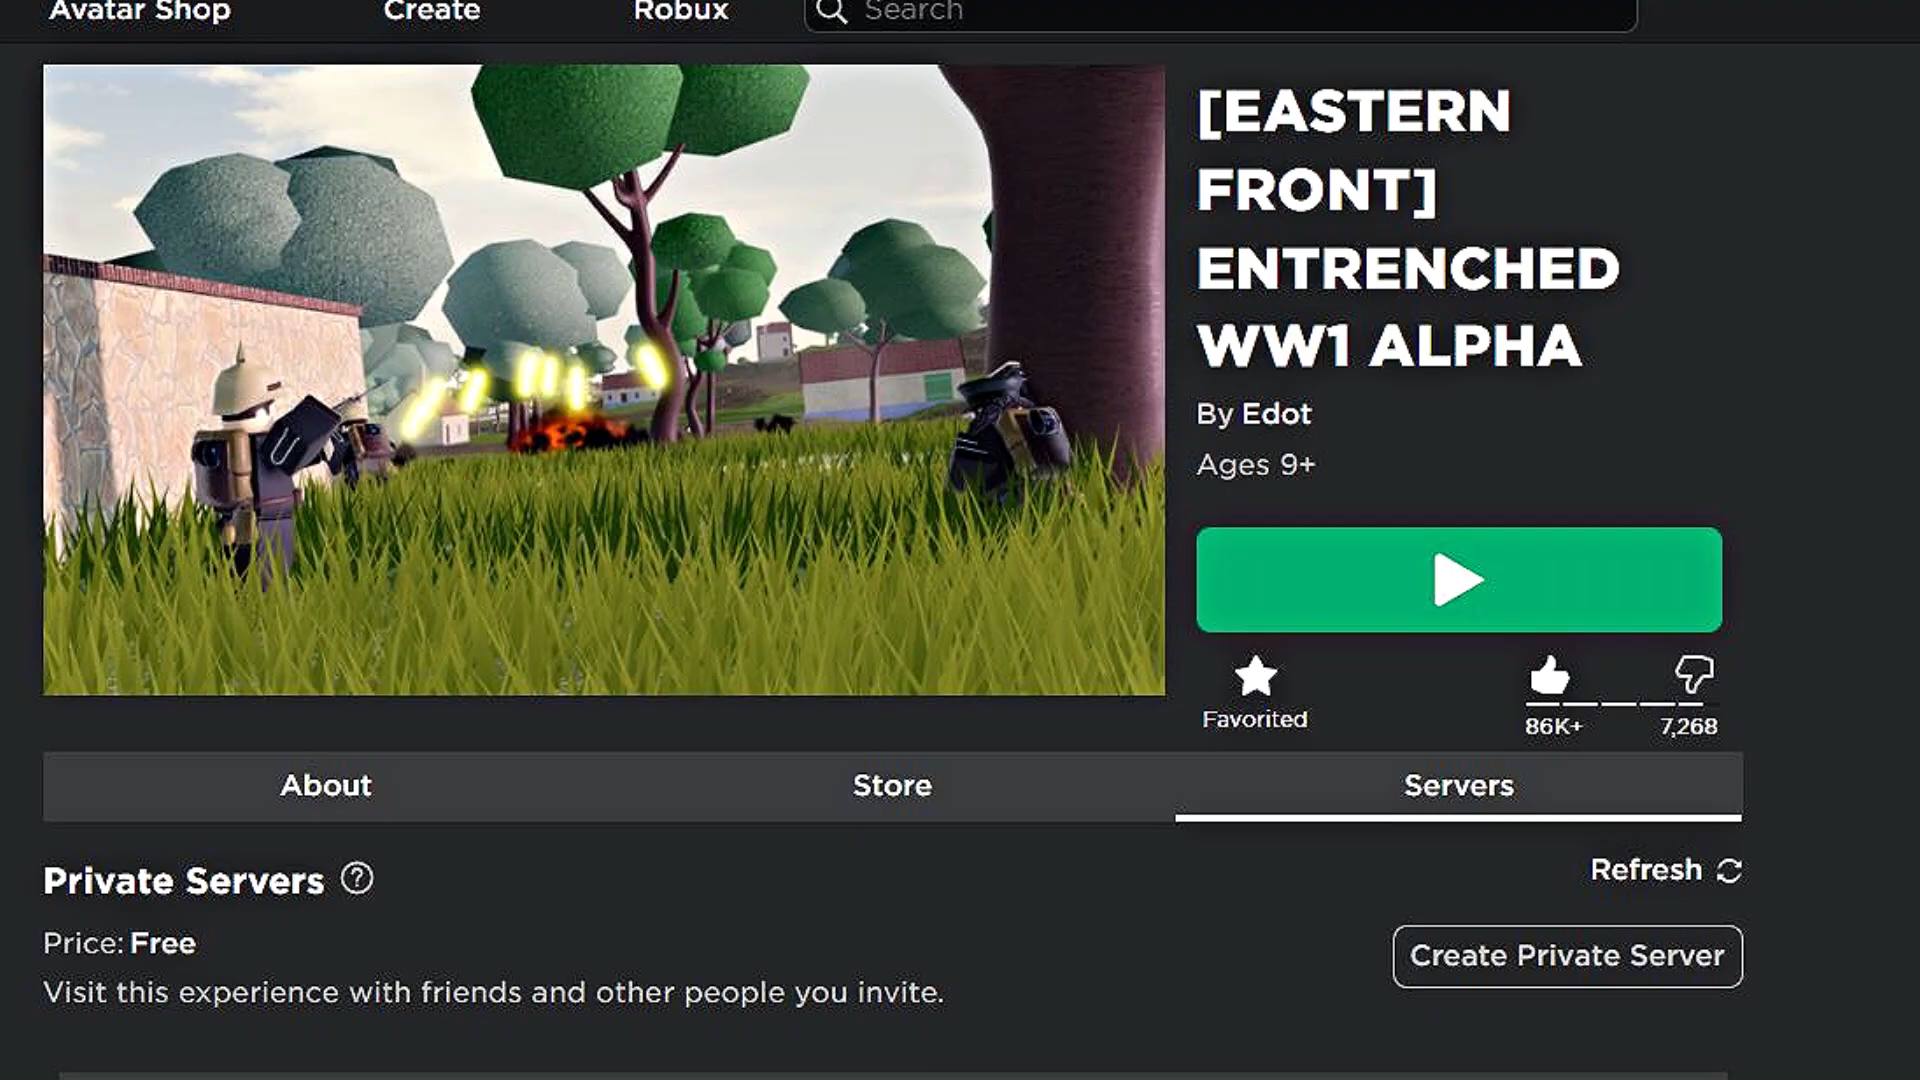 Avatar Shop
Create
Robux
Search
[EASTERN
FRONT]
ENTRENCHED
WW1 ALPHA
By Edot
Ages 9+
Favorited
86K+
7,268
About
Store
Servers
Private Servers
Refresh
Price: Free
Create Private Server
Visit this experience with friends and other people you invite.